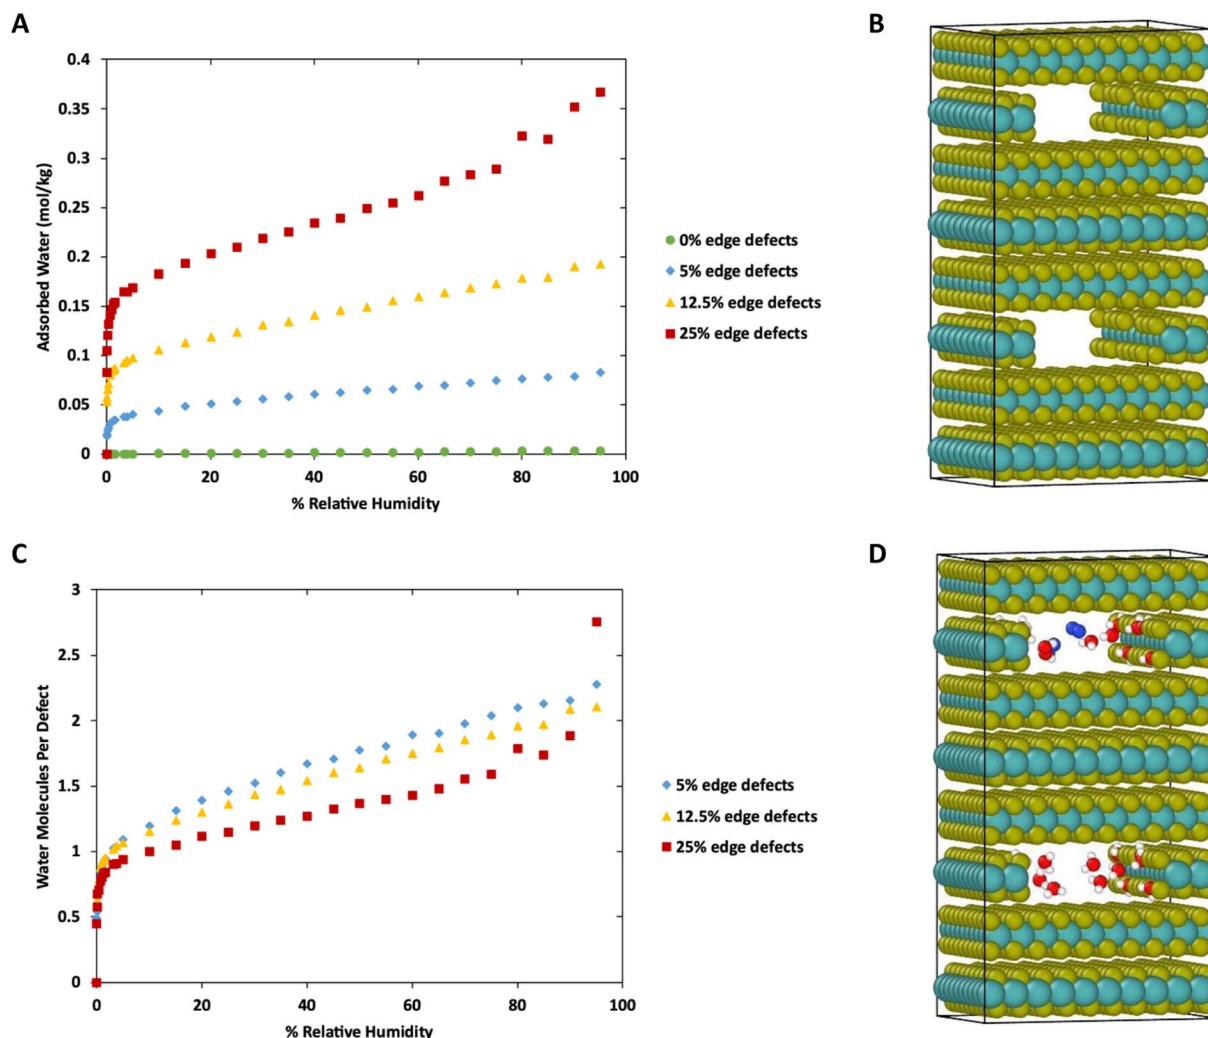 A
B
0.4
0.35
0.3
0.25
0.2
0.15
0.1
0.05
0
Adsorbed Water (mol/kg)
0
20
40
60
80
100
% Relative Humidity
0% edge defects
5% edge defects
12.5% edge defects
25% edge defects
C
D
3
2.5
2
1.5
1
0.5
0
Water Molecules Per Defect
0
20
40
60
80
100
% Relative Humidity
5% edge defects
12.5% edge defects
25% edge defects